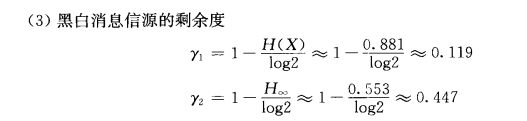 (3) 黑白消息信源的剩余度
γ₁ = 1 − H(X)/log2 ≈ 1 − 0.881/log2 ≈ 0.119
γ₂ = 1 − H∞/log2 ≈ 1 − 0.553/log2 ≈ 0.447